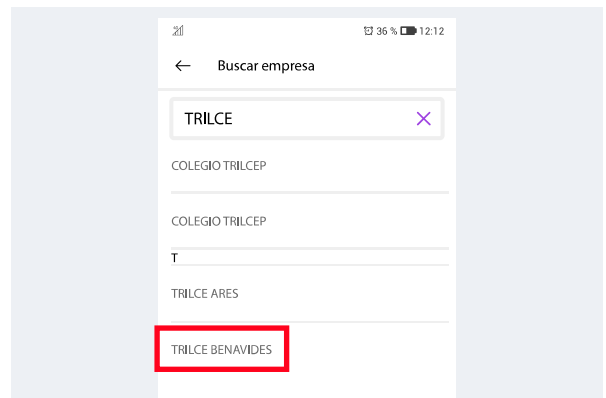 36 % 12:12
← Buscar empresa
TRILCE
COLEGIO TRILCEP
COLEGIO TRILCEP
T
TRILCE ARES
TRILCE BENAVIDES